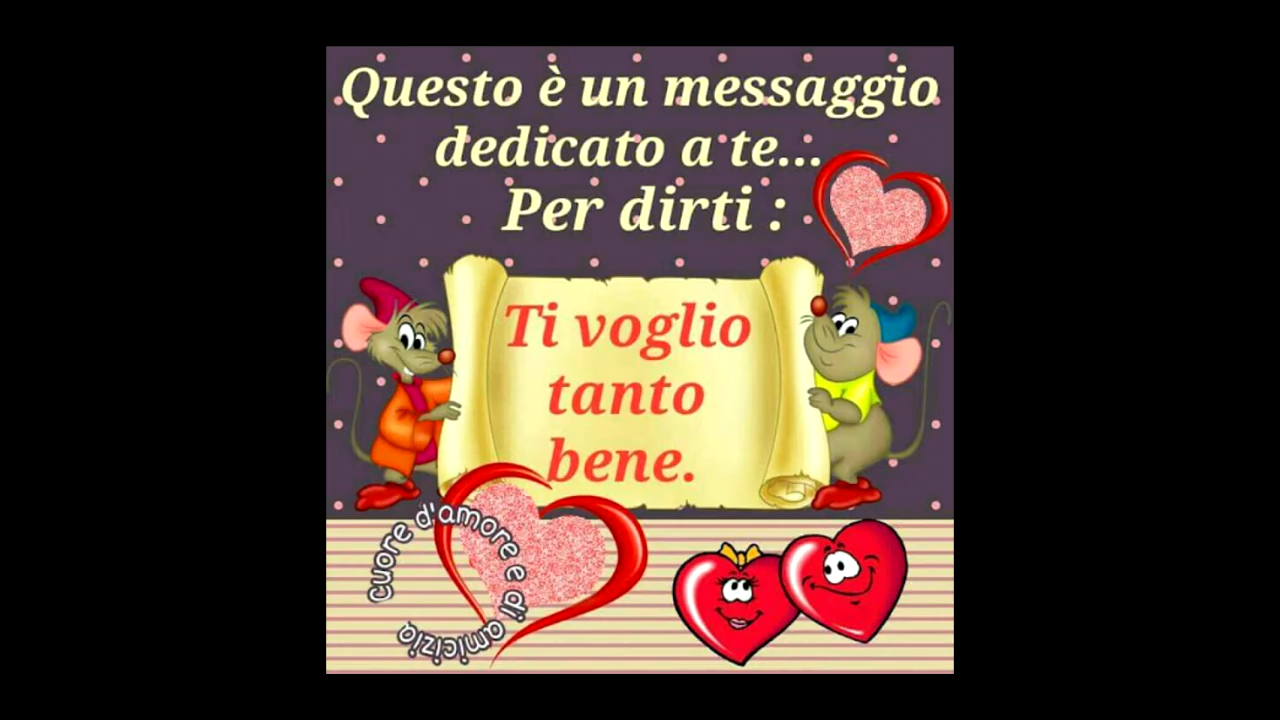 Questo è un messaggio
dedicato a te...
Per dirti :
Ti voglio
tanto
bene.
cuore d'amore e di amicizia